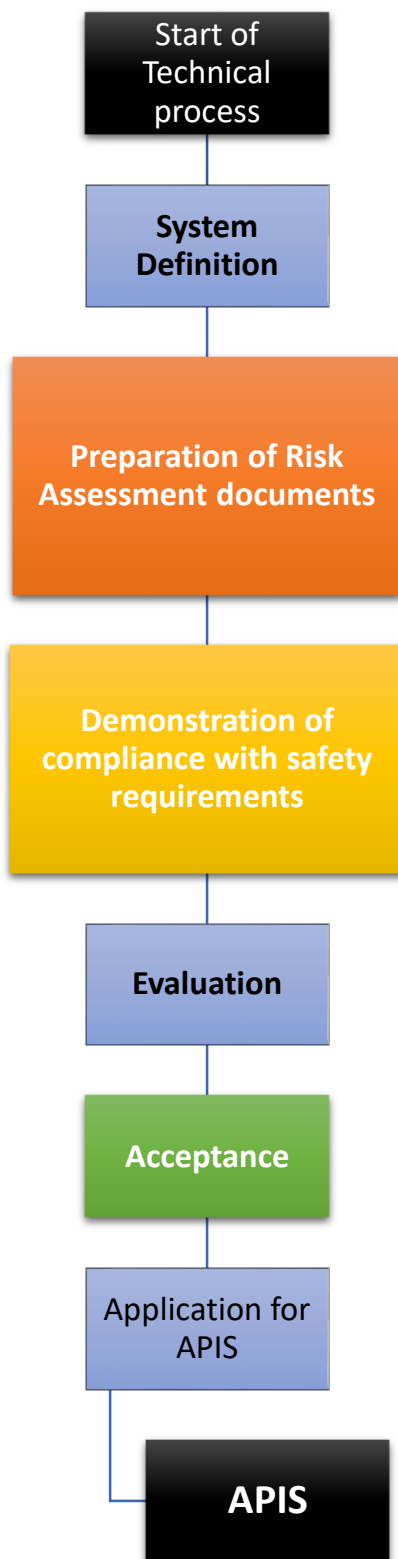 Start of
Technical
process
System
Definition
Preparation of Risk
Assessment documents
Demonstration of
compliance with safety
requirements
Evaluation
Acceptance
Application for
APIS
APIS